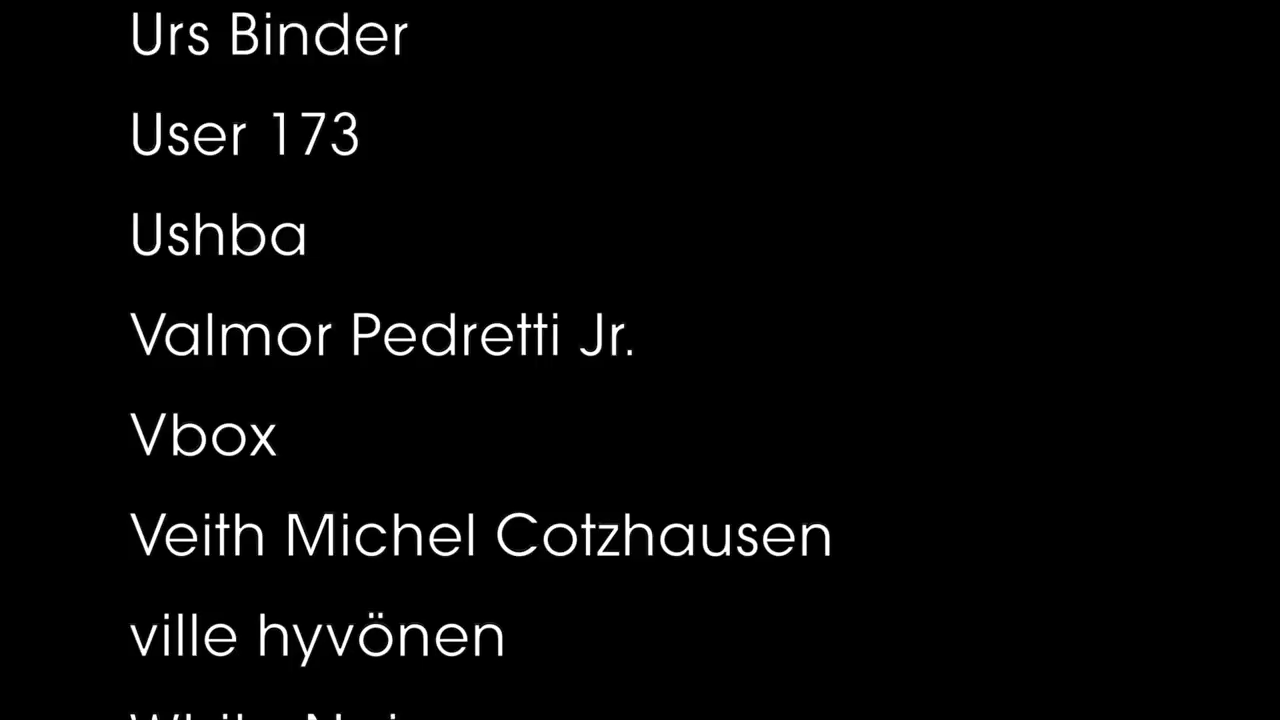 Urs Binder
User 173
Ushba
Valmor Pedretti Jr.
Vbox
Veith Michel Cotzhausen
ville hyvönen